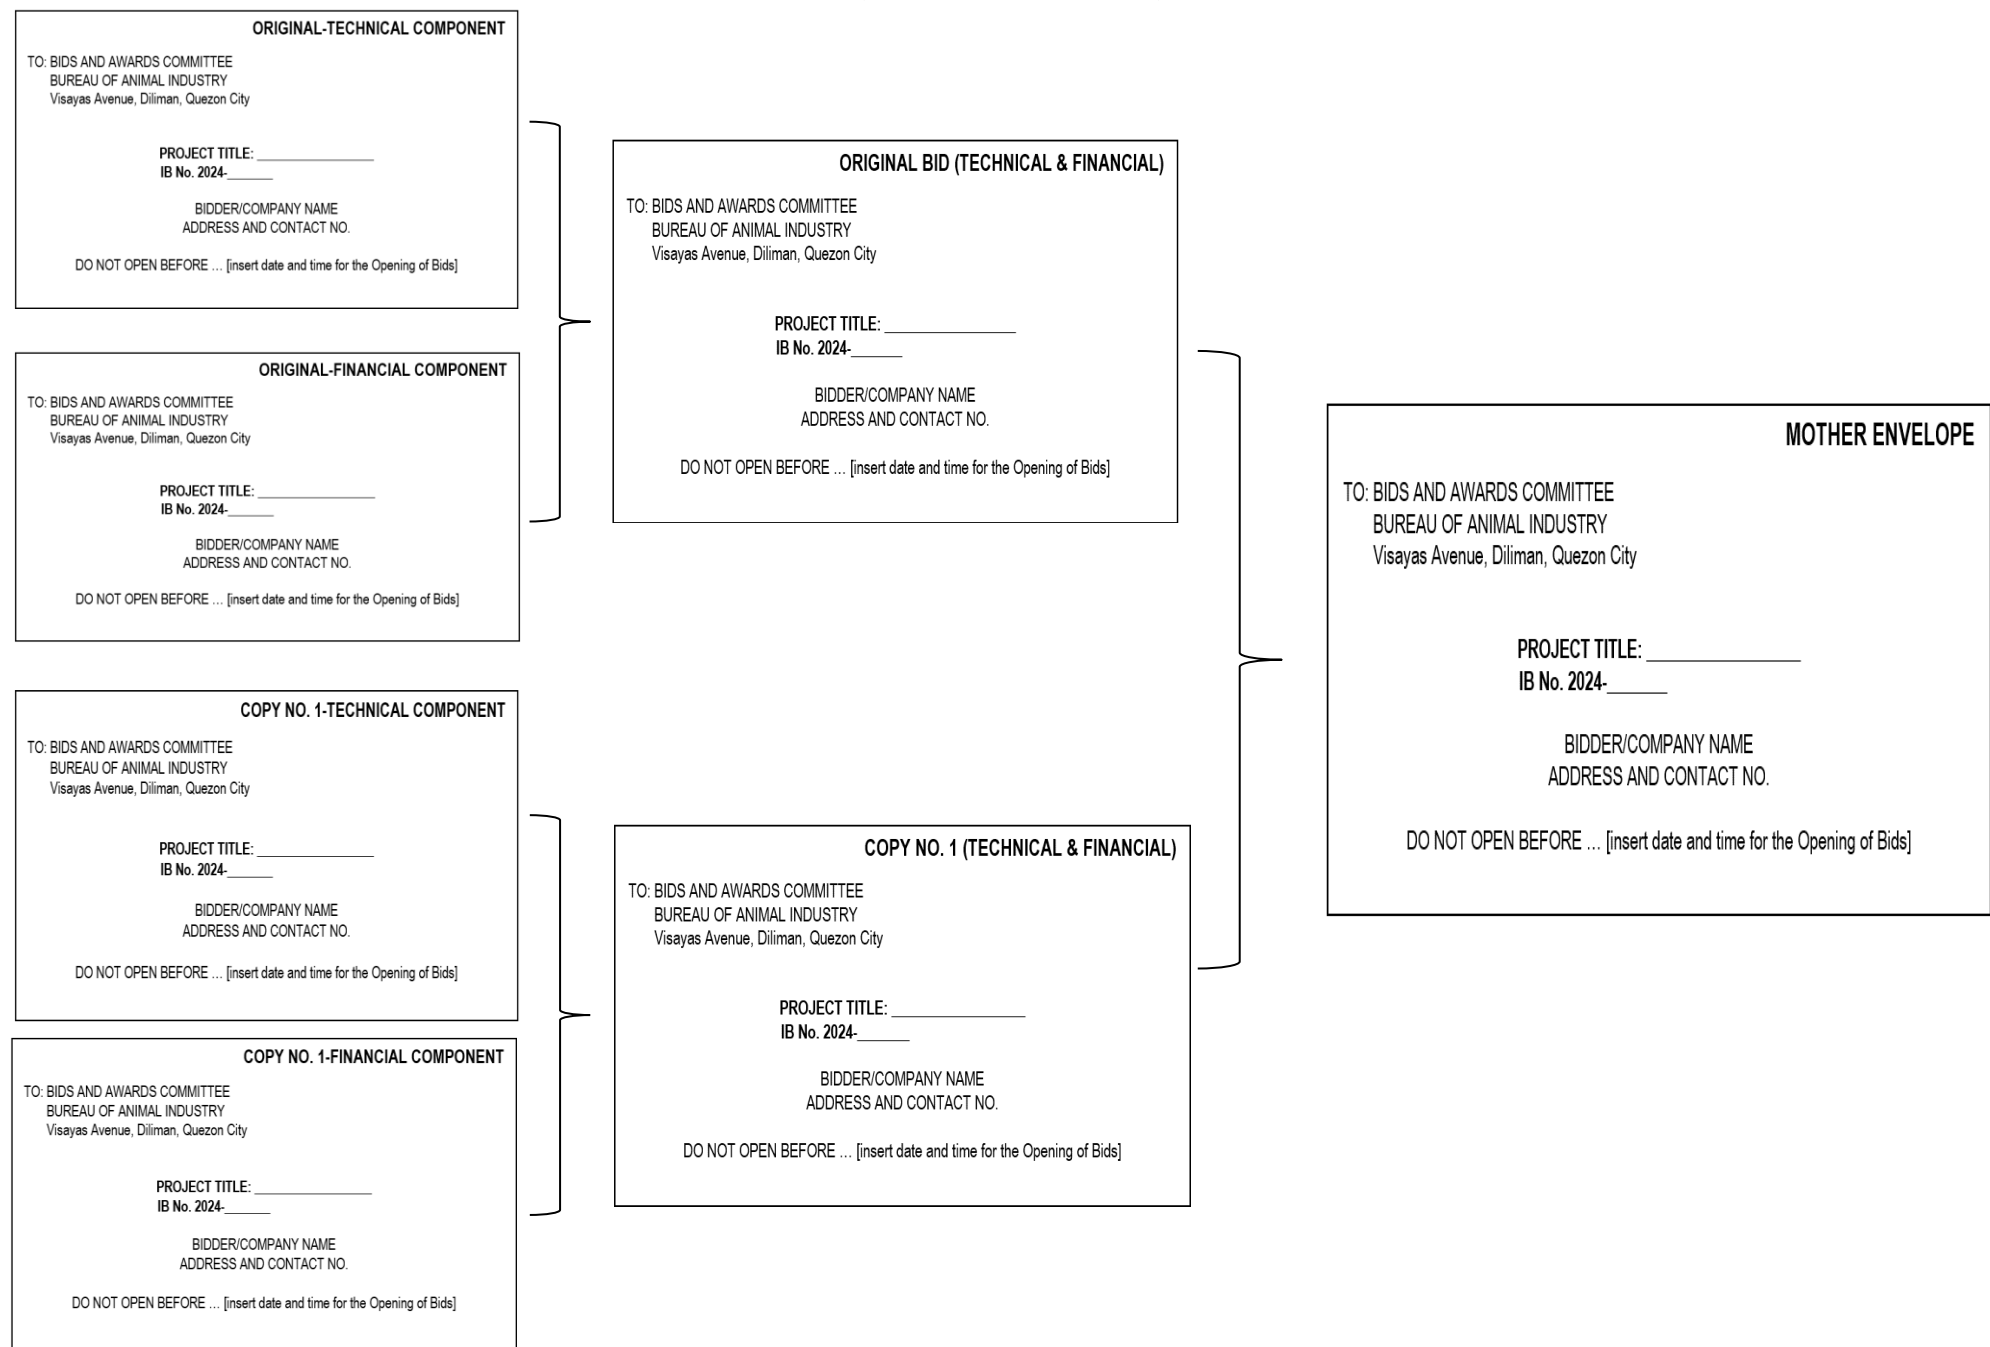 ORIGINAL-TECHNICAL COMPONENT
TO: BIDS AND AWARDS COMMITTEE
BUREAU OF ANIMAL INDUSTRY
Visayas Avenue, Diliman, Quezon City
PROJECT TITLE: _________________
IB No. 2024-_______
BIDDER/COMPANY NAME
ADDRESS AND CONTACT NO.
DO NOT OPEN BEFORE … [insert date and time for the Opening of Bids]
ORIGINAL-FINANCIAL COMPONENT
TO: BIDS AND AWARDS COMMITTEE
BUREAU OF ANIMAL INDUSTRY
Visayas Avenue, Diliman, Quezon City
PROJECT TITLE: _________________
IB No. 2024-_______
BIDDER/COMPANY NAME
ADDRESS AND CONTACT NO.
DO NOT OPEN BEFORE … [insert date and time for the Opening of Bids]
COPY NO. 1-TECHNICAL COMPONENT
TO: BIDS AND AWARDS COMMITTEE
BUREAU OF ANIMAL INDUSTRY
Visayas Avenue, Diliman, Quezon City
PROJECT TITLE: _________________
IB No. 2024-_______
BIDDER/COMPANY NAME
ADDRESS AND CONTACT NO.
DO NOT OPEN BEFORE … [insert date and time for the Opening of Bids]
COPY NO. 1-FINANCIAL COMPONENT
TO: BIDS AND AWARDS COMMITTEE
BUREAU OF ANIMAL INDUSTRY
Visayas Avenue, Diliman, Quezon City
PROJECT TITLE: _________________
IB No. 2024-_______
BIDDER/COMPANY NAME
ADDRESS AND CONTACT NO.
DO NOT OPEN BEFORE … [insert date and time for the Opening of Bids]
ORIGINAL BID (TECHNICAL & FINANCIAL)
TO: BIDS AND AWARDS COMMITTEE
BUREAU OF ANIMAL INDUSTRY
Visayas Avenue, Diliman, Quezon City
PROJECT TITLE: _________________
IB No. 2024-_______
BIDDER/COMPANY NAME
ADDRESS AND CONTACT NO.
DO NOT OPEN BEFORE … [insert date and time for the Opening of Bids]
COPY NO. 1 (TECHNICAL & FINANCIAL)
TO: BIDS AND AWARDS COMMITTEE
BUREAU OF ANIMAL INDUSTRY
Visayas Avenue, Diliman, Quezon City
PROJECT TITLE: _________________
IB No. 2024-_______
BIDDER/COMPANY NAME
ADDRESS AND CONTACT NO.
DO NOT OPEN BEFORE … [insert date and time for the Opening of Bids]
MOTHER ENVELOPE
TO: BIDS AND AWARDS COMMITTEE
BUREAU OF ANIMAL INDUSTRY
Visayas Avenue, Diliman, Quezon City
PROJECT TITLE: _________________
IB No. 2024-_______
BIDDER/COMPANY NAME
ADDRESS AND CONTACT NO.
DO NOT OPEN BEFORE … [insert date and time for the Opening of Bids]